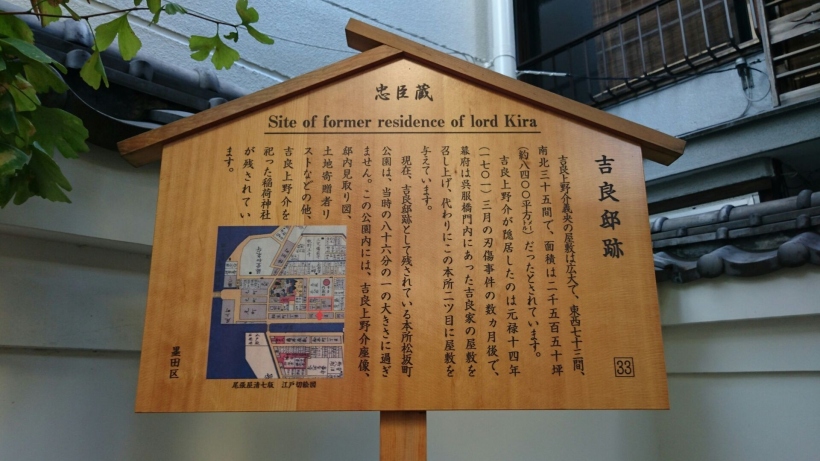 忠臣蔵
Site of former residence of lord Kira
吉良邸跡
吉良上野介義央の屋敷は広大で、東西七十三間、
南北三十五間で、面積は二千五百五十坪
(約八四〇〇平方㍍)だったとされています。
吉良上野介が隠居したのは元禄十四年
(一七〇一)三月の刃傷事件の数ヵ月後で、
幕府は呉服橋門内にあった吉良家の屋敷を
召し上げ、代わりにこの本所二ツ目に屋敷を
与えています。
現在、吉良邸跡として残されている本所松坂町
公園は、当時の八十六分の一の大きさに過ぎ
ません。この公園内には、吉良上野介座像、
邸内見取り図、
土地寄贈者リ
ストなどの他、
吉良上野介を
祀った稲荷神社
が残されてい
ます。
尾張屋清七板 江戸切絵図
墨田区
33